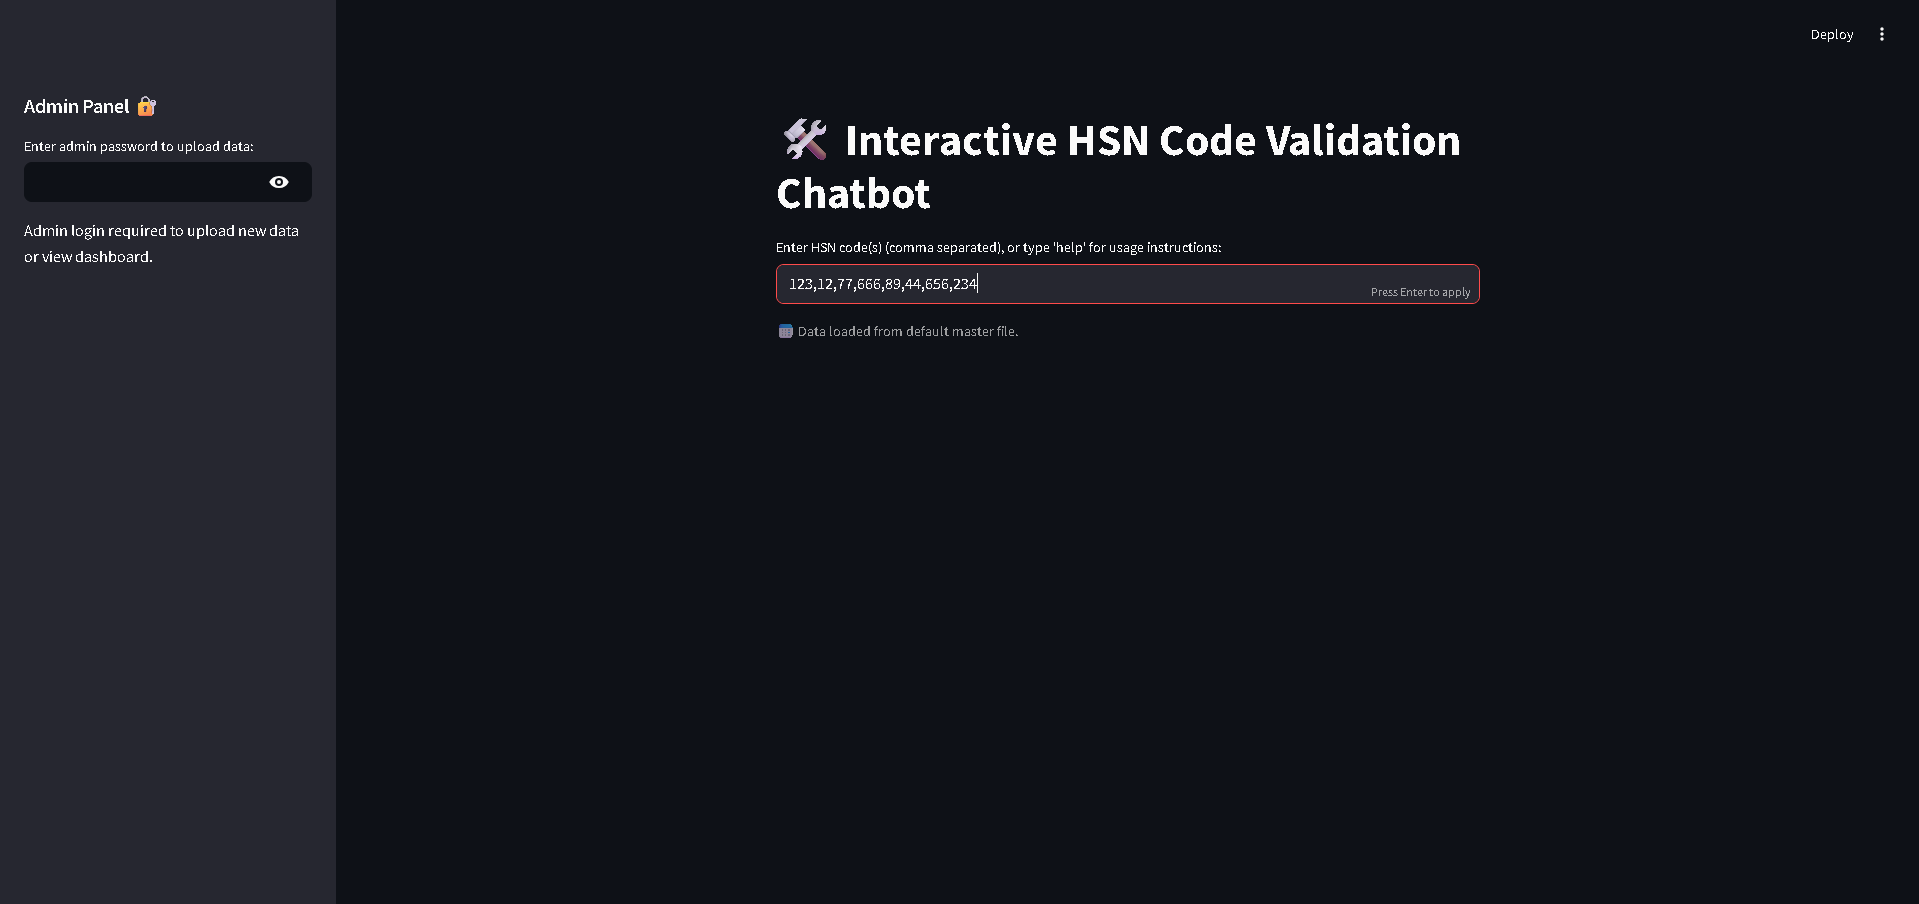 Deploy
Admin Panel
Enter admin password to upload data:
Admin login required to upload new data
or view dashboard.
Interactive HSN Code Validation
Chatbot
Enter HSN code(s) (comma separated), or type 'help' for usage instructions:
123,12,77,666,89,44,656,234
Press Enter to apply
Data loaded from default master file.